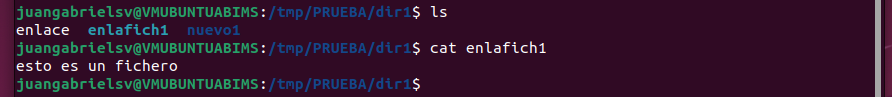 juangabrielsv@VMUBUNTUABIMS:/tmp/PRUEBA/dir1$ ls
enlace  enlafich1  nuevo1
juangabrielsv@VMUBUNTUABIMS:/tmp/PRUEBA/dir1$ cat enlafich1
esto es un fichero
juangabrielsv@VMUBUNTUABIMS:/tmp/PRUEBA/dir1$